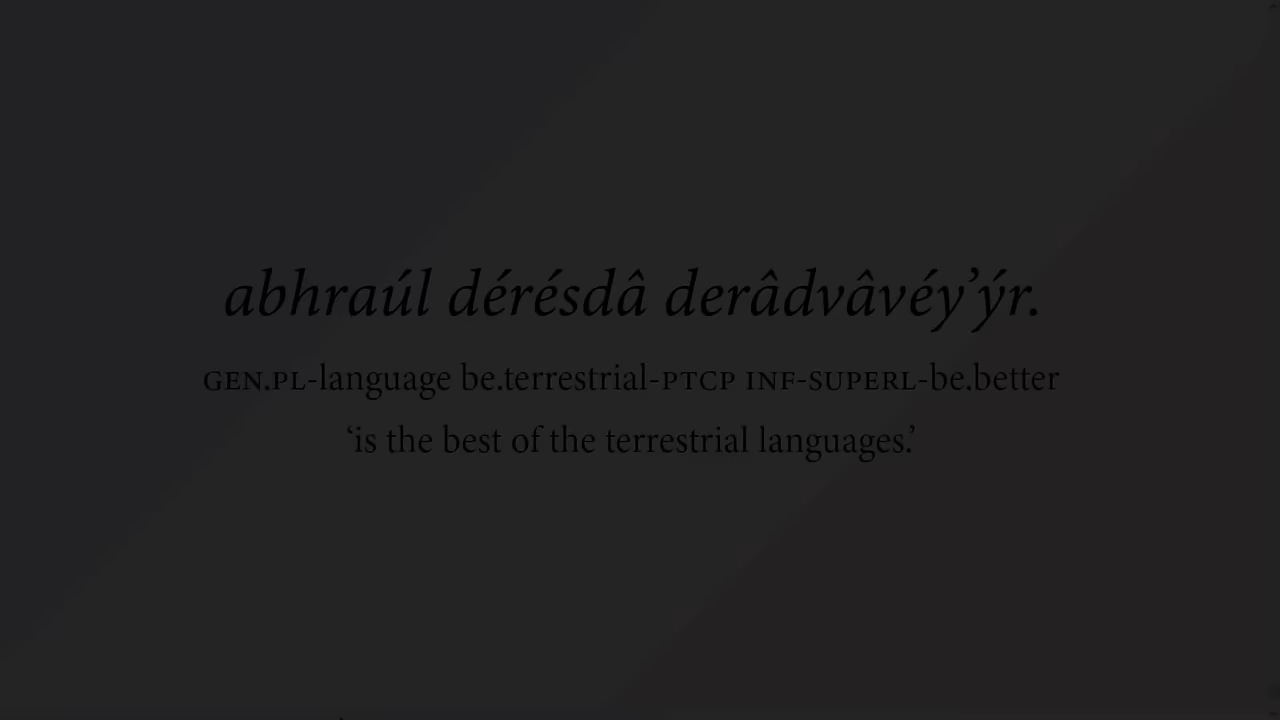 abhraúl dérésdâ derâdvâvéy’ýr.
GEN.PL-language be.terrestrial-PTCP INF-SUPERL-be.better
‘is the best of the terrestrial languages.’